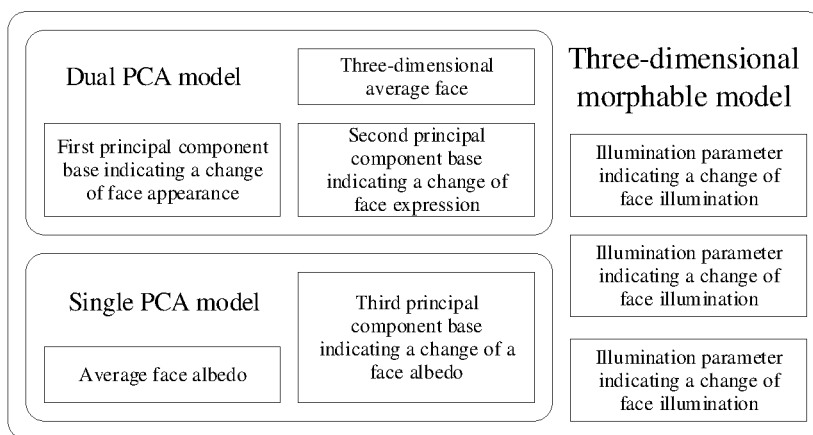 Dual PCA model
Three-dimensional
average face
First principal component
base indicating a change
of face appearance
Second principal
component base
indicating a change of
face expression
Single PCA model
Average face albedo
Third principal
component base
indicating a change of a
face albedo
Three-dimensional
morphable model
Illumination parameter
indicating a change of
face illumination
Illumination parameter
indicating a change of
face illumination
Illumination parameter
indicating a change of
face illumination